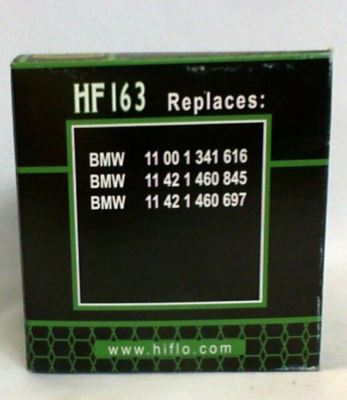 HF163 Replaces:
BMW 11 00 1 341 616
BMW 11 42 1 460 845
BMW 11 42 1 460 697
www.hiflo.com